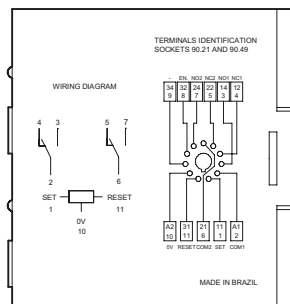 TERMINALS IDENTIFICATION
SOCKETS 90.21 AND 90.49
WIRING DIAGRAM
- EN. NO2 NC2 NO1 NC1
34 32 24 22 14 12
9 8 7 5 3 4
4 3 5 7
2 6
SET RESET
1 11
0V
10
A2 31 21 11 A1
10 11 6 1 2
0V RESET COM2 SET COM1
MADE IN BRAZIL